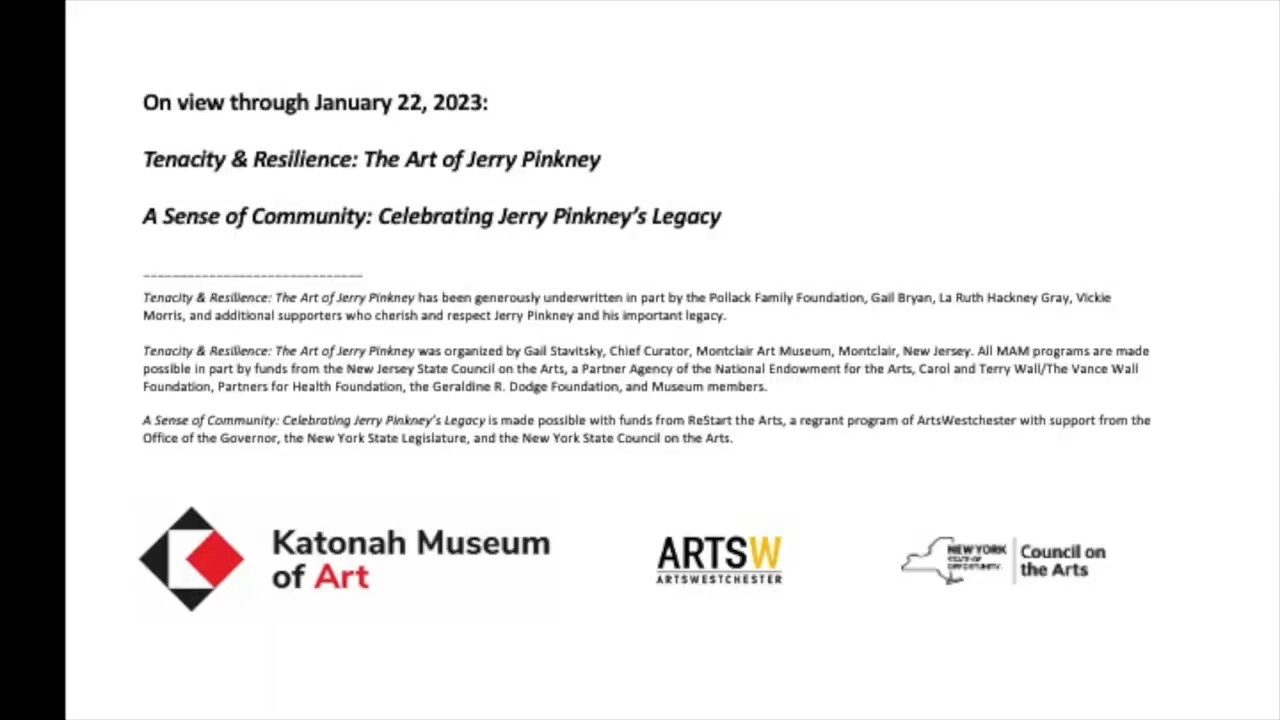 On view through January 22, 2023:
Tenacity & Resilience: The Art of Jerry Pinkney
A Sense of Community: Celebrating Jerry Pinkney’s Legacy
Tenacity & Resilience: The Art of Jerry Pinkney has been generously underwritten in part by the Pollack Family Foundation, Gail Bryan, La Ruth Hackney Gray, Vickie
Morris, and additional supporters who cherish and respect Jerry Pinkney and his important legacy.
Tenacity & Resilience: The Art of Jerry Pinkney was organized by Gail Stavitsky, Chief Curator, Montclair Art Museum, Montclair, New Jersey. All MAM programs are made
possible in part by funds from the New Jersey State Council on the Arts, a Partner Agency of the National Endowment for the Arts, Carol and Terry Wall/The Vance Wall
Foundation, Partners for Health Foundation, the Geraldine R. Dodge Foundation, and Museum members.
A Sense of Community: Celebrating Jerry Pinkney’s Legacy is made possible with funds from ReStart the Arts, a regrant program of ArtsWestchester with support from the
Office of the Governor, the New York State Legislature, and the New York State Council on the Arts.
Katonah Museum
of Art
ARTSW
ARTSWESTCHESTER
NEW YORK
STATE OF
OPPORTUNITY.
Council on
the Arts